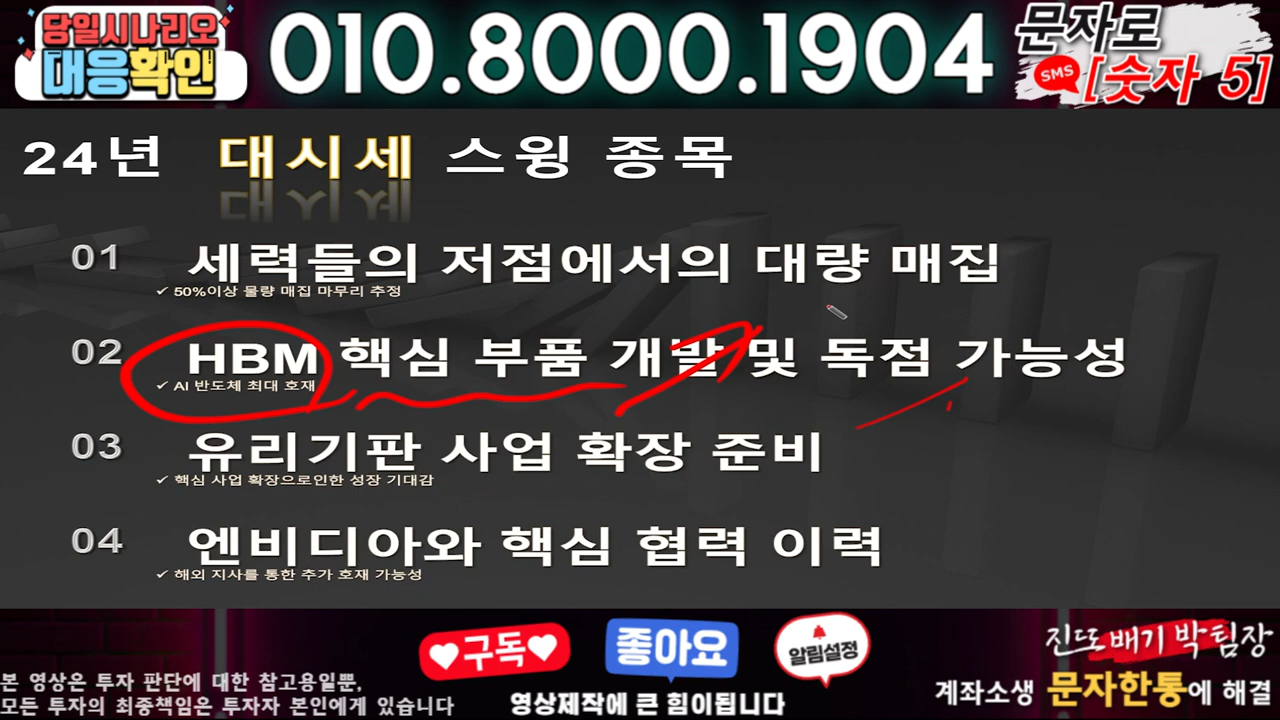 당일시나리오
대응확인
010.8000.1904
문자로
SMS [숫자 5]
24년 대시세 스윙 종목
01 세력들의 저점에서의 대량 매집
✓ 50%이상 물량 매집 마무리 추정
02 HBM 핵심 부품 개발 및 독점 가능성
✓ AI 반도체 최대 호재
03 유리기판 사업 확장 준비
✓ 핵심 사업 확장으로인한 성장 기대감
04 엔비디아와 핵심 협력 이력
✓ 해외 지사를 통한 추가 호재 가능성
구독
좋아요
알림설정
진또배기 박팀장
본 영상은 투자 판단에 대한 참고용일뿐,
모든 투자의 최종책임은 투자자 본인에게 있습니다
영상제작에 큰 힘이됩니다
계좌소생 문자한통에 해결